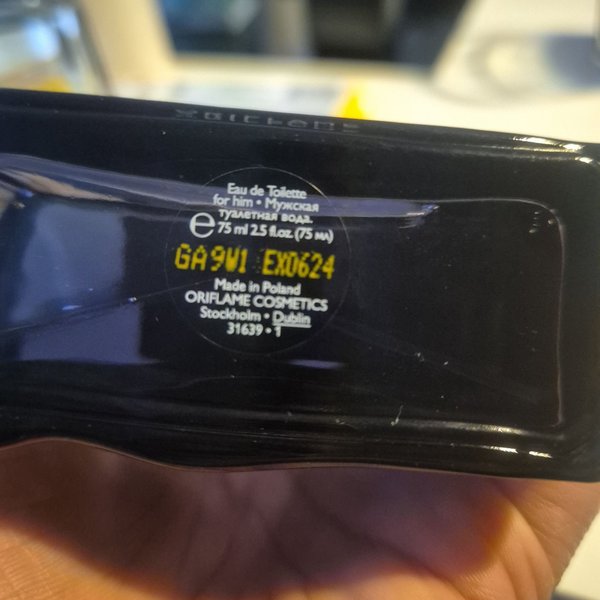 Eau de Toilette
for him • Мужская
туалетная вода.
℮ 75 ml 2.5 fl.oz. (75 мл)
GA9W1 EX0624
Made in Poland
ORIFLAME COSMETICS
Stockholm • Dublin
31639 • 1